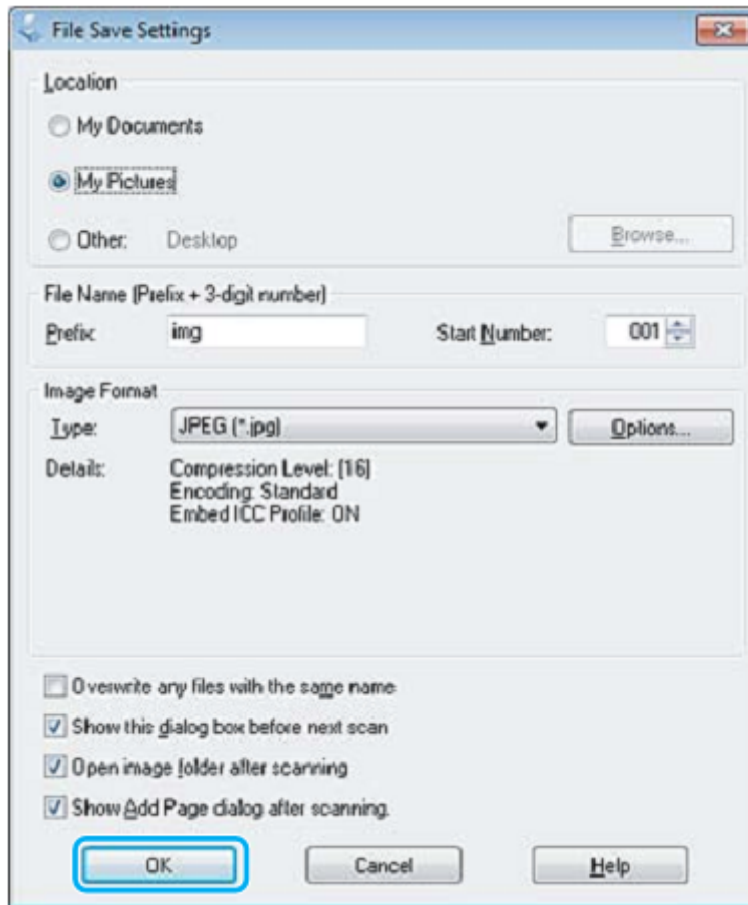 File Save Settings
Location
My Documents
My Pictures
Other: Desktop Browse...
File Name (Prefix + 3-digit number)
Prefix: img Start Number: 001
Image Format
Type: JPEG (*.jpg) Options...
Details: Compression Level: [16]
Encoding: Standard
Embed ICC Profile: ON
Overwrite any files with the same name
Show this dialog box before next scan
Open image folder after scanning
Show Add Page dialog after scanning.
OK Cancel Help